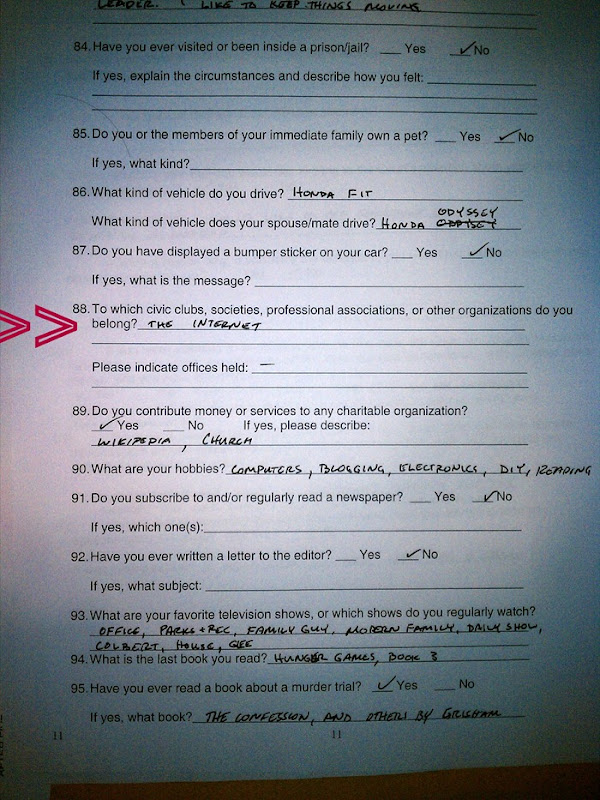 LEADER. I LIKE TO KEEP THINGS MOVING
84. Have you ever visited or been inside a prison/jail? ___ Yes ✓ No
If yes, explain the circumstances and describe how you felt:
85. Do you or the members of your immediate family own a pet? ___ Yes ✓ No
If yes, what kind?
86. What kind of vehicle do you drive? HONDA FIT
ODYSSEY
What kind of vehicle does your spouse/mate drive? HONDA
87. Do you have displayed a bumper sticker on your car? ___ Yes ✓ No
If yes, what is the message?
88. To which civic clubs, societies, professional associations, or other organizations do you
belong? THE INTERNET
Please indicate offices held: —
89. Do you contribute money or services to any charitable organization?
✓ Yes ___ No If yes, please describe:
WIKIPEDIA, CHURCH
90. What are your hobbies? COMPUTERS, BLOGGING, ELECTRONICS, DIY, READING
91. Do you subscribe to and/or regularly read a newspaper? ___ Yes ✓ No
If yes, which one(s):
92. Have you ever written a letter to the editor? ___ Yes ✓ No
If yes, what subject:
93. What are your favorite television shows, or which shows do you regularly watch?
OFFICE, PARKS + REC, FAMILY GUY, MODERN FAMILY, DAILY SHOW,
COLBERT, HOUSE, GEE
94. What is the last book you read? HUNGER GAMES, BOOK 3
95. Have you ever read a book about a murder trial? ✓ Yes ___ No
If yes, what book? THE CONFESSION, AND OTHERS BY GRISHAM
11 11